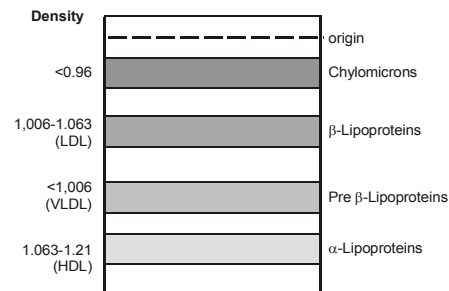 Density
origin
<0.96
Chylomicrons
1,006-1.063
(LDL)
β-Lipoproteins
<1,006
(VLDL)
Pre β-Lipoproteins
1.063-1.21
(HDL)
α-Lipoproteins